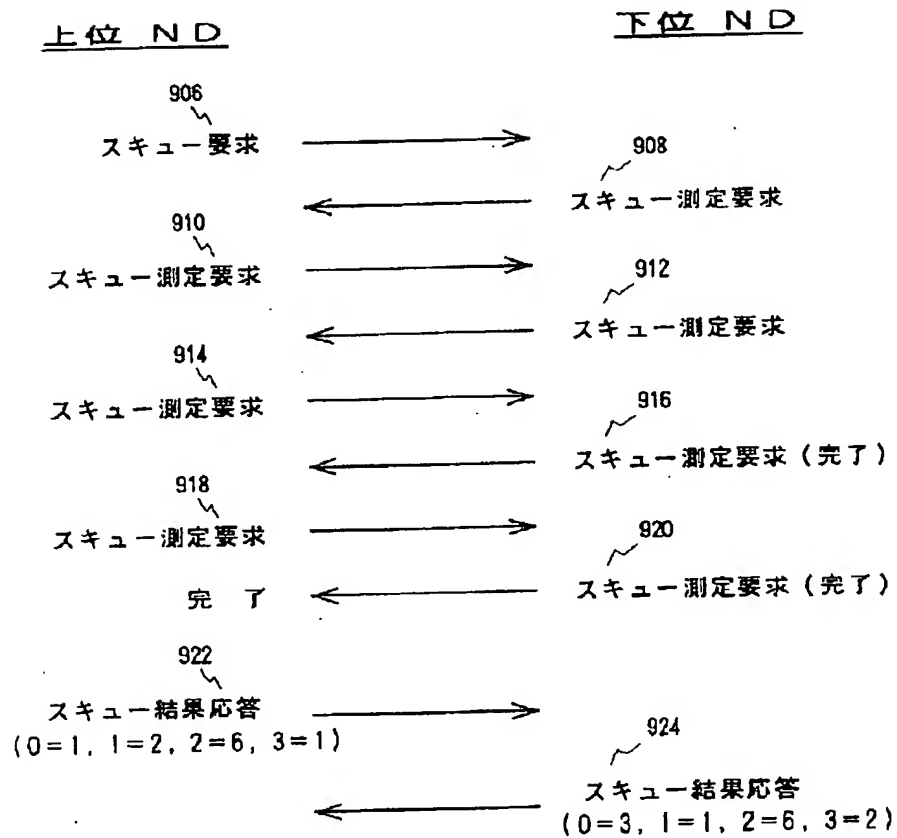 上位 ND
下位 ND
906
スキュー要求
908
スキュー測定要求
910
スキュー測定要求
912
スキュー測定要求
914
スキュー測定要求
916
スキュー測定要求(完了)
918
スキュー測定要求
920
スキュー測定要求(完了)
完 了
922
スキュー結果応答
(0=1, 1=2, 2=6, 3=1)
924
スキュー結果応答
(0=3, 1=1, 2=6, 3=2)